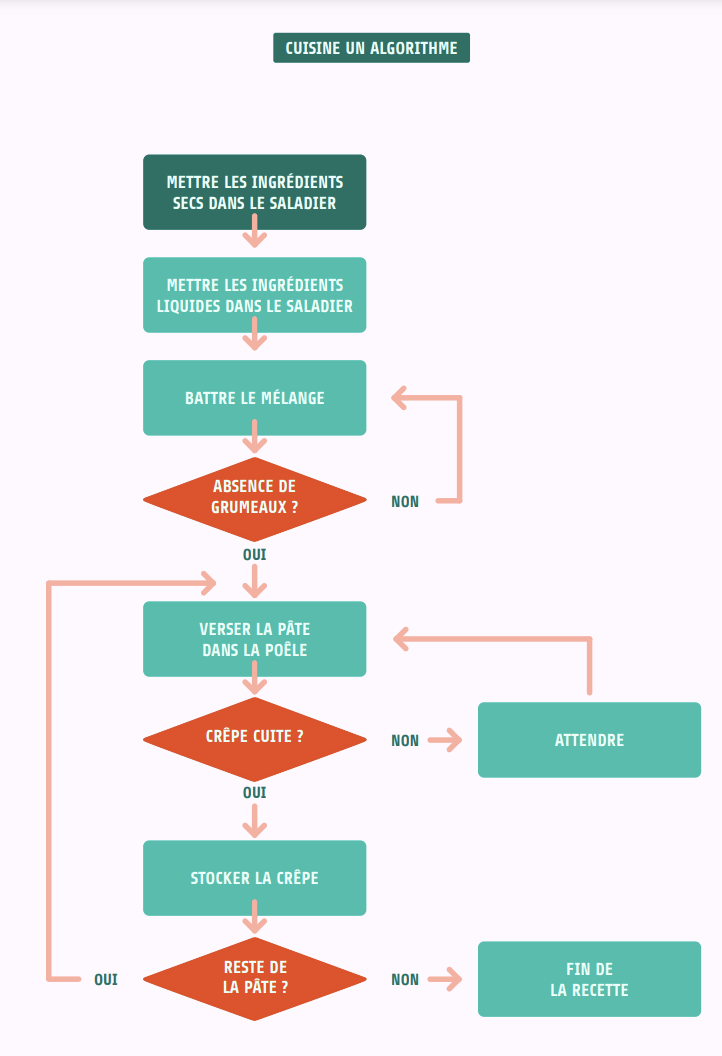 CUISINE UN ALGORITHME
METTRE LES INGRÉDIENTS
SECS DANS LE SALADIER
METTRE LES INGRÉDIENTS
LIQUIDES DANS LE SALADIER
BATTRE LE MÉLANGE
ABSENCE DE
GRUMEAUX ?
NON
OUI
VERSER LA PÂTE
DANS LA POÊLE
CRÊPE CUITE ?
NON
ATTENDRE
OUI
STOCKER LA CRÊPE
OUI
RESTE DE
LA PÂTE ?
NON
FIN DE
LA RECETTE